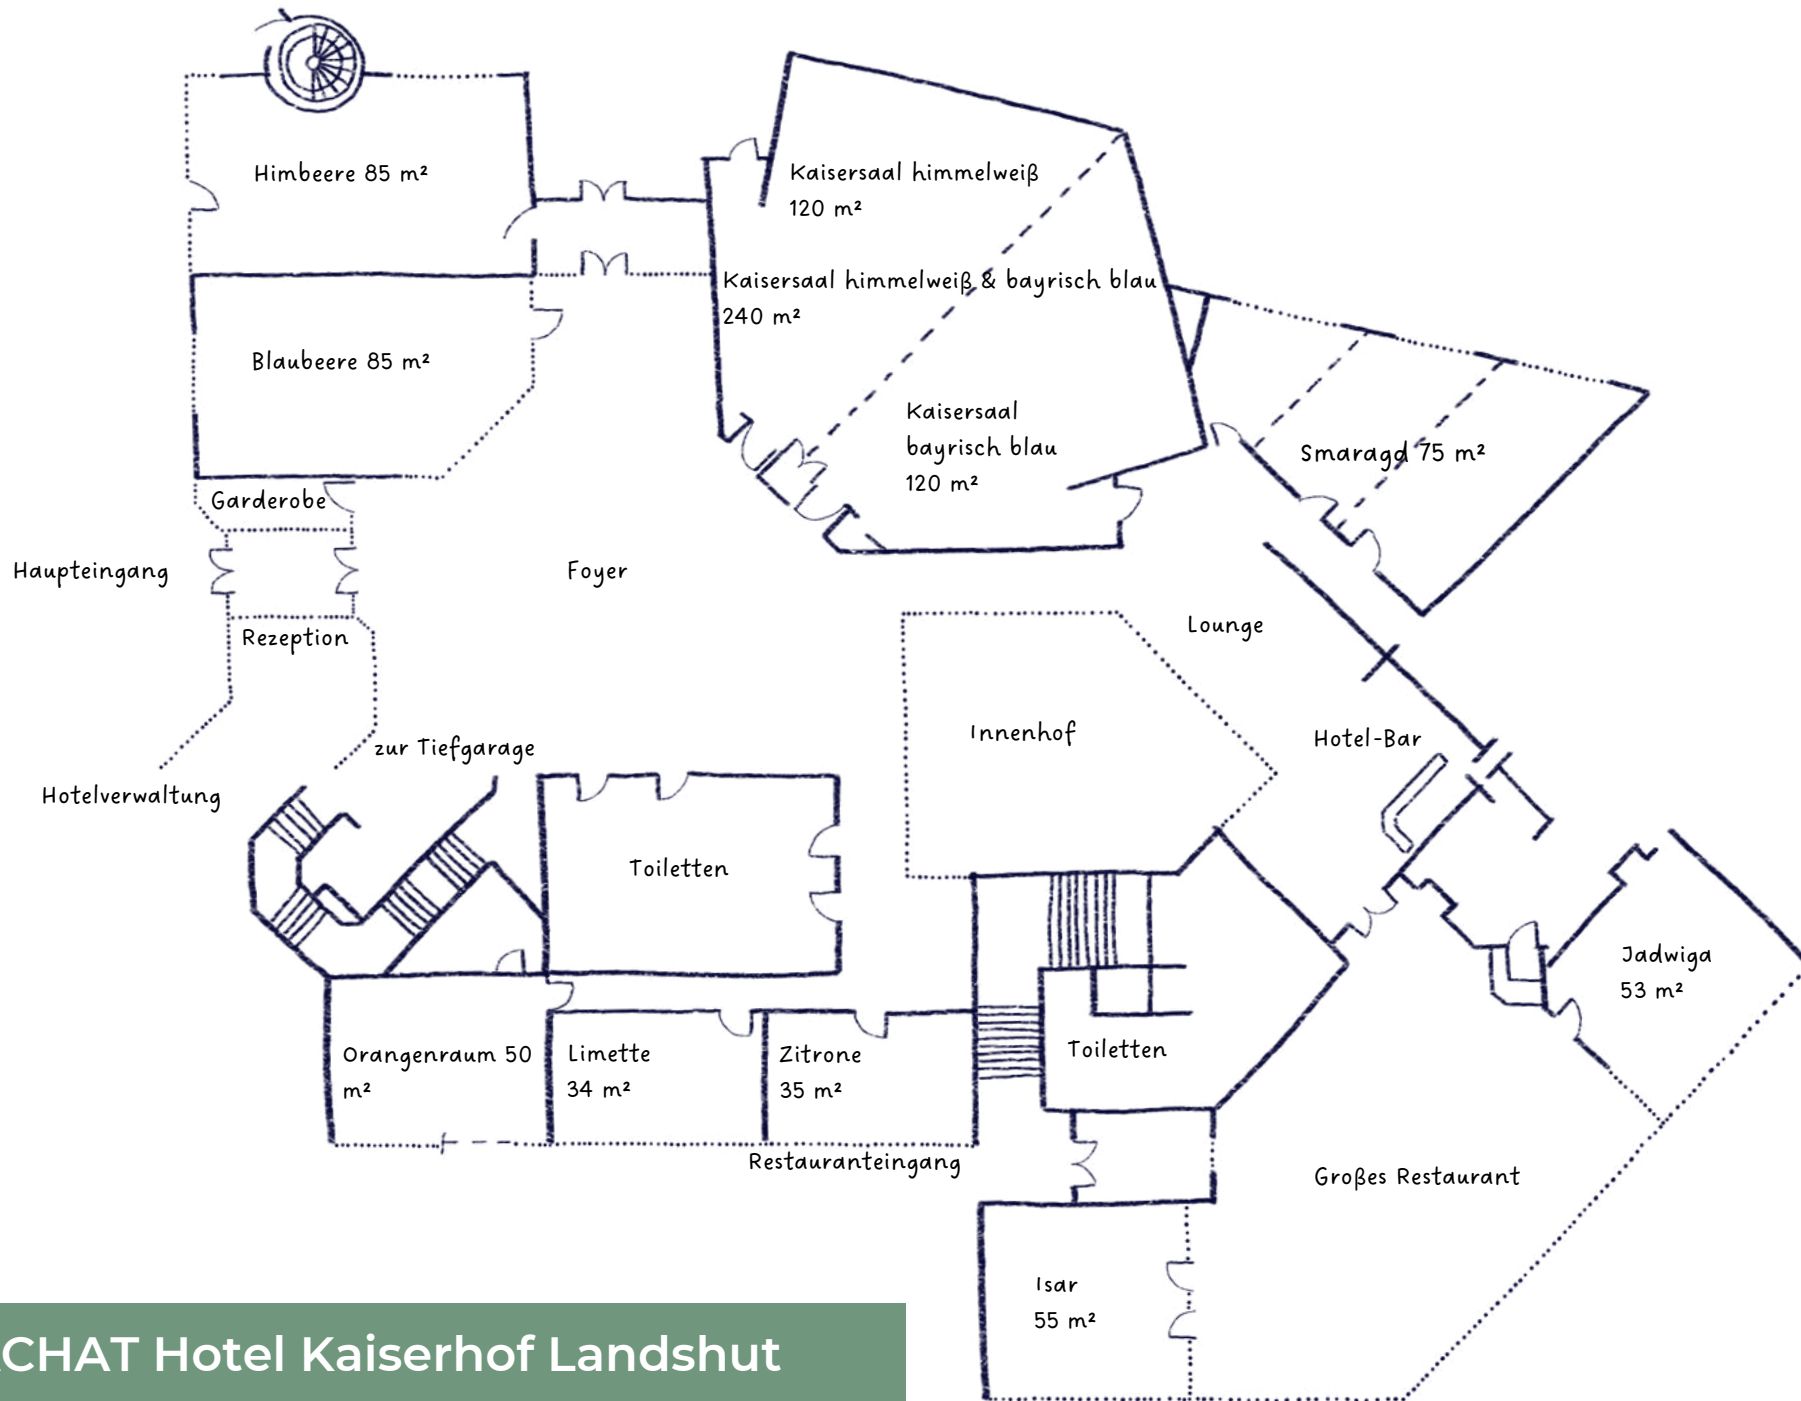 Himbeere 85 m²
Kaisersaal himmelweiß
120 m²
Kaisersaal himmelweiß & bayrisch blau
240 m²
Blaubeere 85 m²
Kaisersaal
bayrisch blau
120 m²
Smaragd 75 m²
Garderobe
Haupteingang
Foyer
Rezeption
Lounge
Innenhof
Hotel-Bar
zur Tiefgarage
Hotelverwaltung
Toiletten
Jadwiga
53 m²
Orangenraum 50
m²
Limette
34 m²
Zitrone
35 m²
Toiletten
Restauranteingang
Großes Restaurant
Isar
55 m²
ACHAT Hotel Kaiserhof Landshut